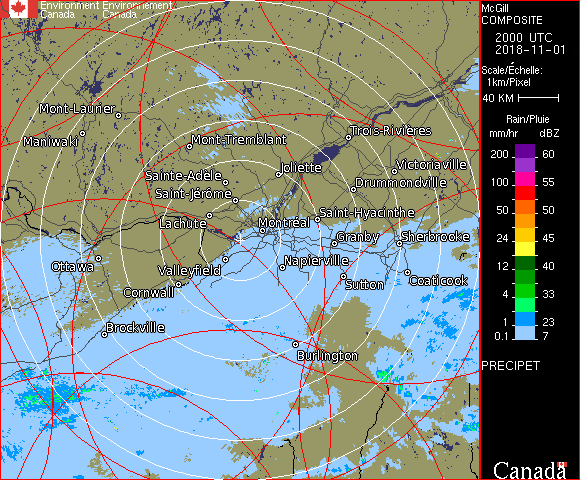 Environment Environnement
Canada Canada
McGill
COMPOSITE
2000 UTC
2018-11-01
Scale/Échelle:
1km/Pixel
40 KM
Rain/Pluie
mm/hr dBZ
200 60
100 55
50 50
24 45
12 40
4 33
1 23
0.1 7
PRECIPET
Canada
Mont-Laurier
Maniwaki
Trois-Rivières
Mont-Tremblant
Victoriaville
Joliette
Sainte-Adèle
Drummondville
Saint-Jérôme
Saint-Hyacinthe
Lachute
Montréal
Granby
Sherbrooke
Ottawa
Valleyfield
Napierville
Coaticook
Sutton
Cornwall
Brockville
Burlington